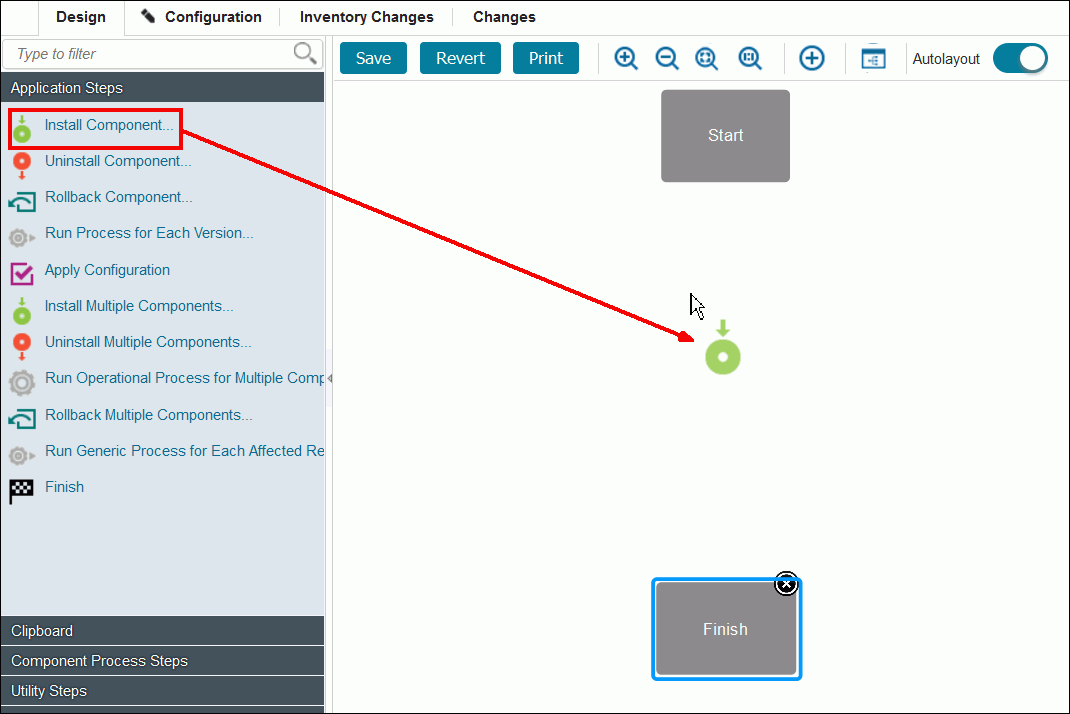 Design
Configuration
Inventory Changes
Changes
Type to filter
Save
Revert
Print
Autolayout
Application Steps
Install Component...
Uninstall Component...
Rollback Component...
Run Process for Each Version...
Apply Configuration
Install Multiple Components...
Uninstall Multiple Components...
Run Operational Process for Multiple Comp
Rollback Multiple Components...
Run Generic Process for Each Affected Re
Finish
Clipboard
Component Process Steps
Utility Steps
Start
Finish